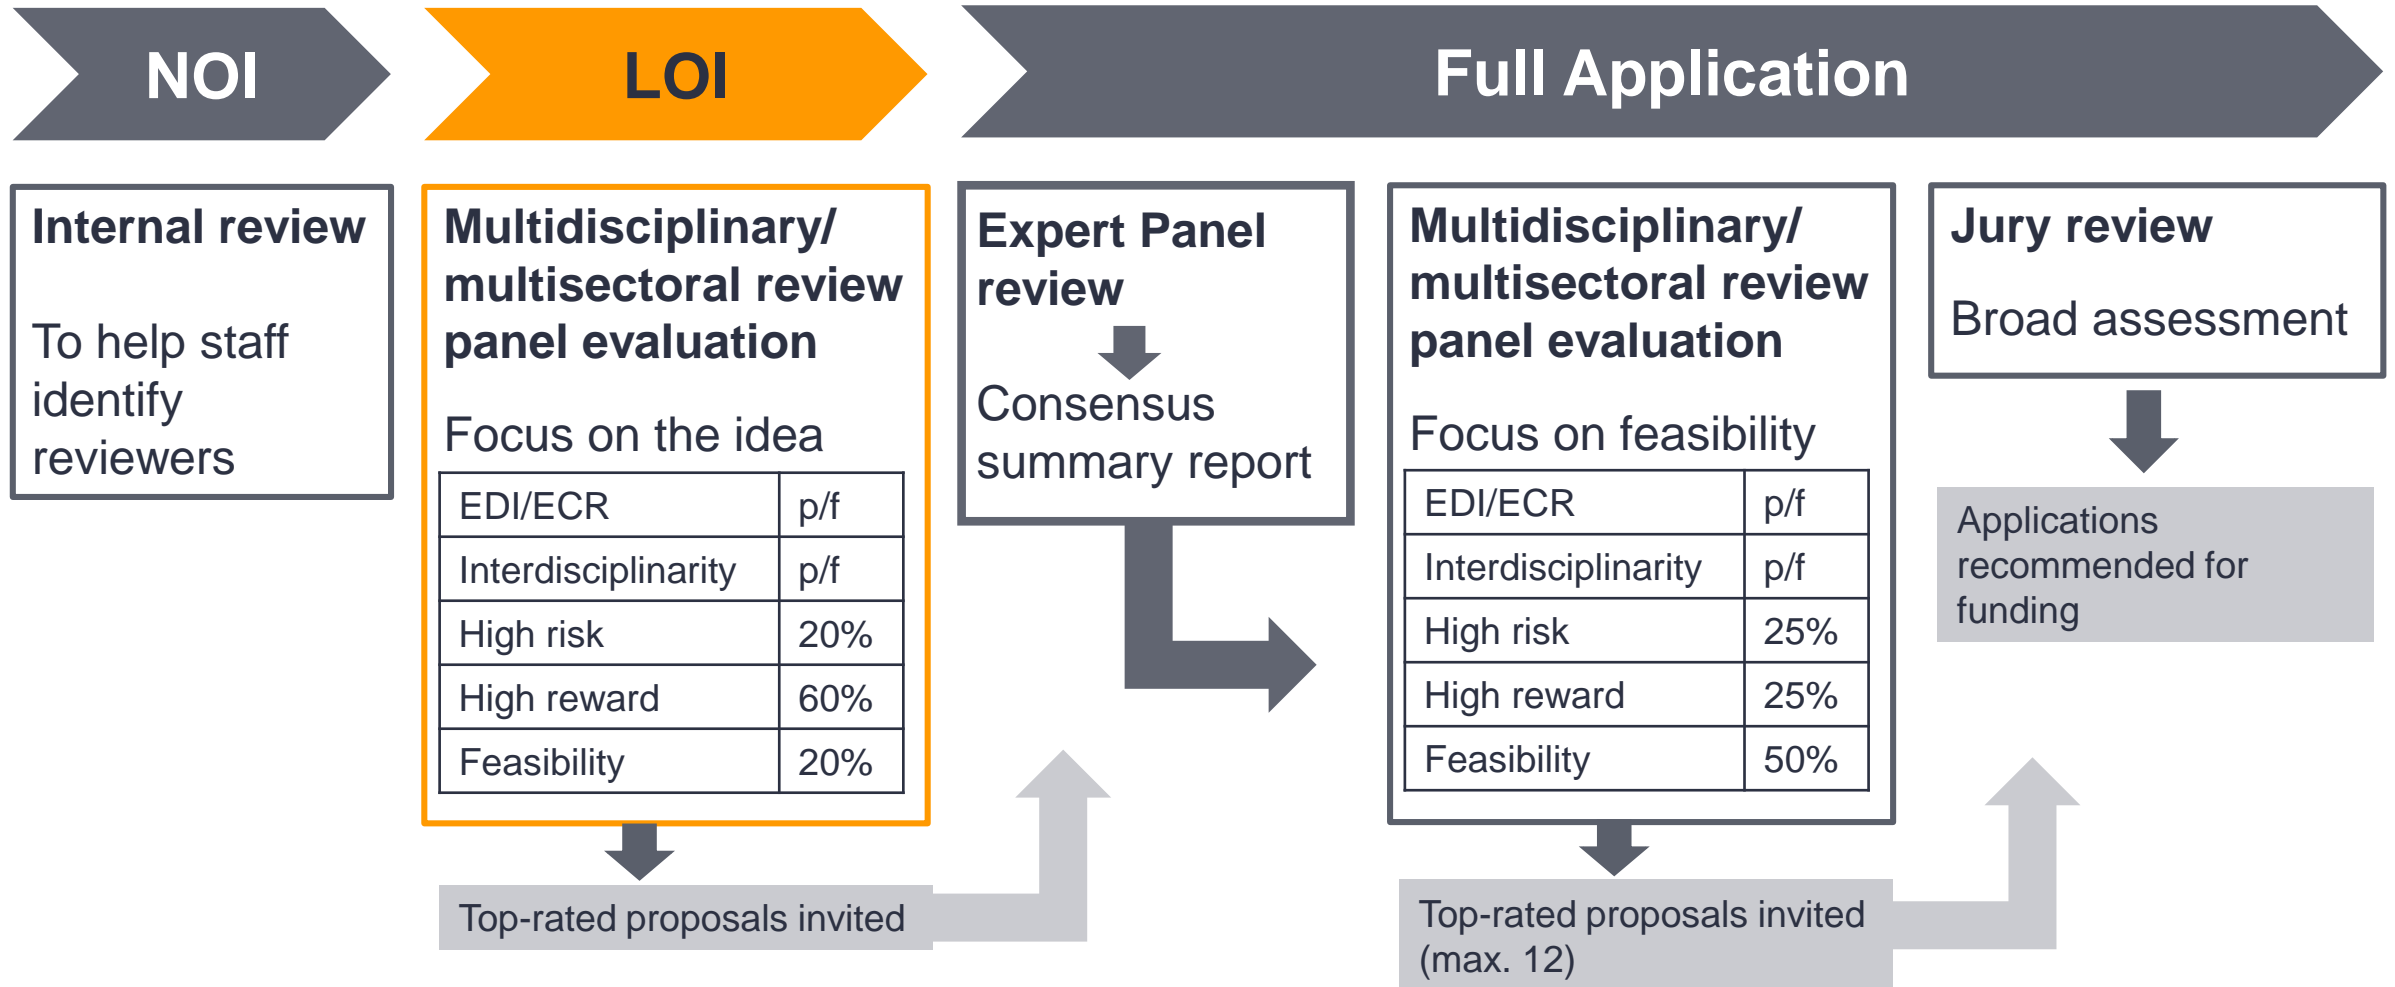 NOI
LOI
Full Application
Internal review
To help staff
identify
reviewers
Multidisciplinary/
multisectoral review
panel evaluation
Focus on the idea
EDI/ECR p/f
Interdisciplinarity p/f
High risk 20%
High reward 60%
Feasibility 20%
Top-rated proposals invited
Expert Panel
review
Consensus
summary report
Multidisciplinary/
multisectoral review
panel evaluation
Focus on feasibility
EDI/ECR p/f
Interdisciplinarity p/f
High risk 25%
High reward 25%
Feasibility 50%
Top-rated proposals invited
(max. 12)
Jury review
Broad assessment
Applications
recommended for
funding